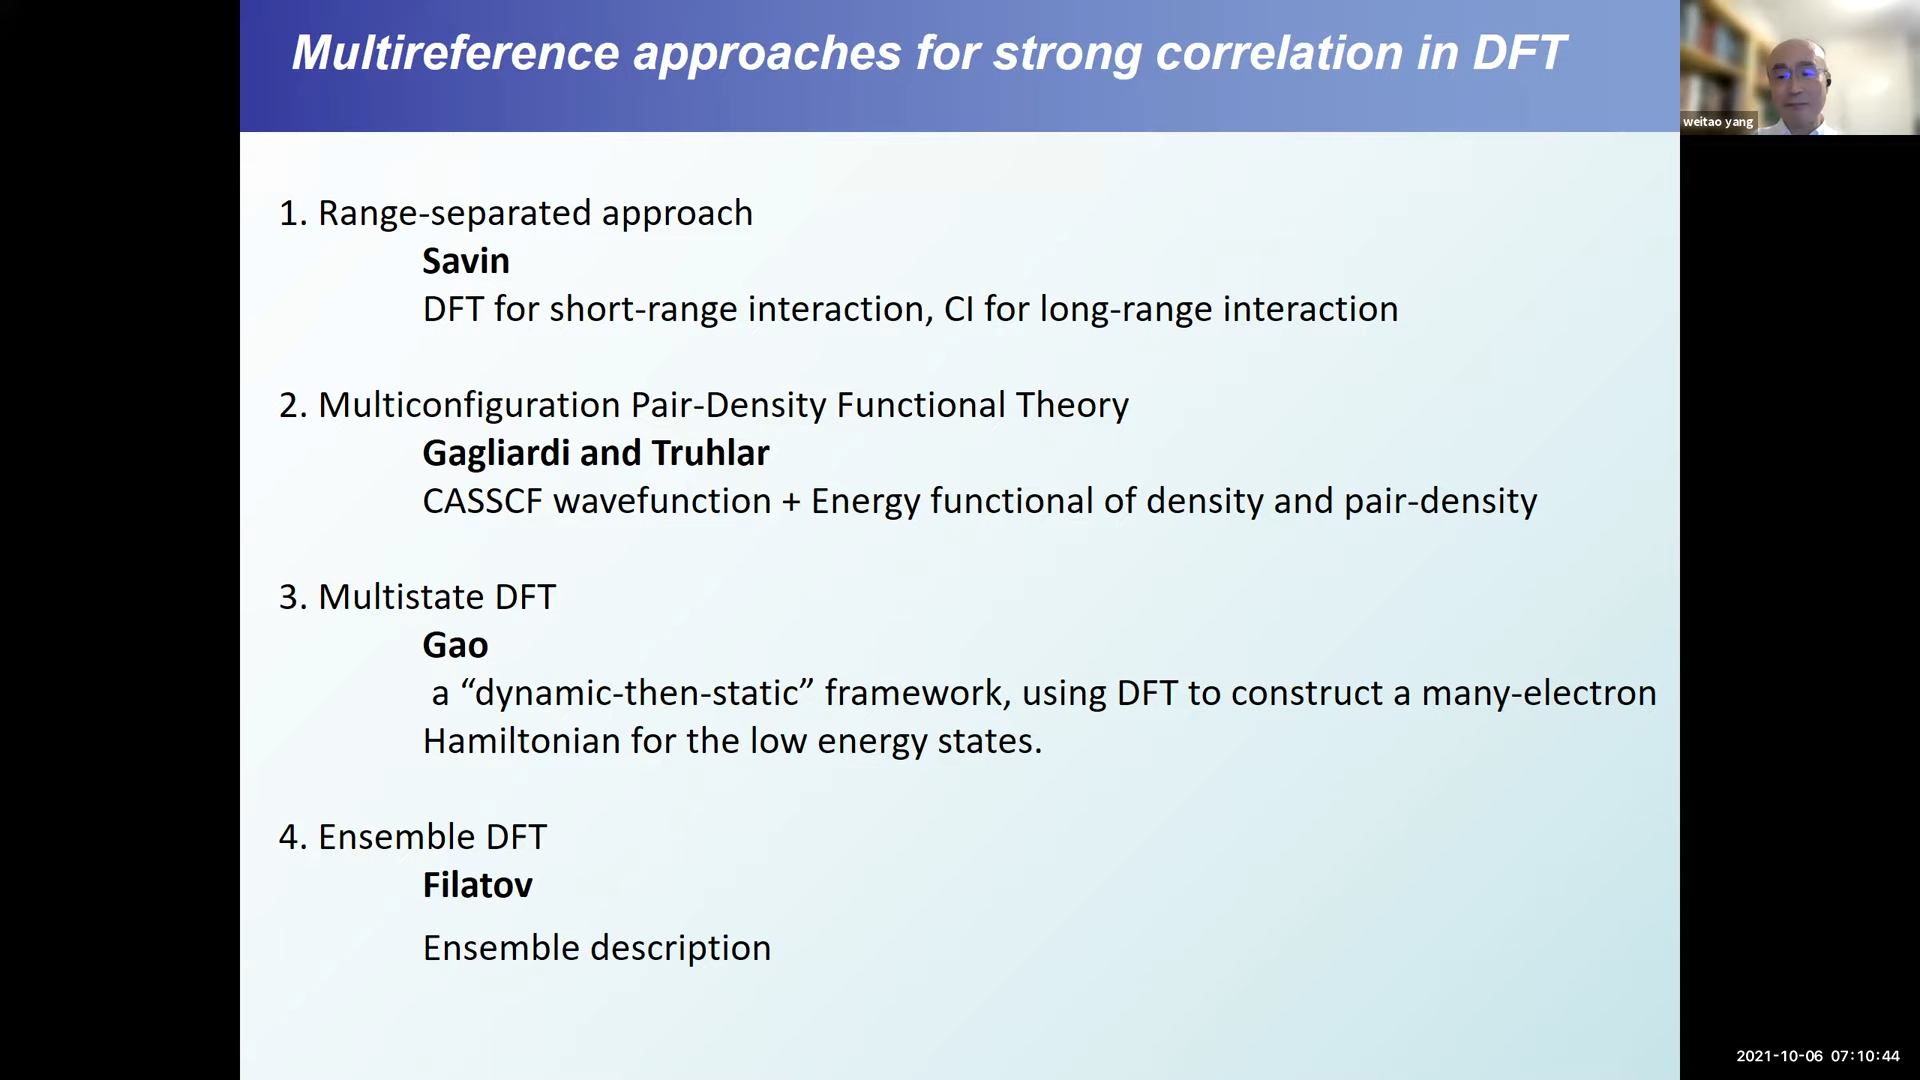 Multireference approaches for strong correlation in DFT
weitao yang
1. Range-separated approach
Savin
DFT for short-range interaction, CI for long-range interaction
2. Multiconfiguration Pair-Density Functional Theory
Gagliardi and Truhlar
CASSCF wavefunction + Energy functional of density and pair-density
3. Multistate DFT
Gao
a “dynamic-then-static” framework, using DFT to construct a many-electron
Hamiltonian for the low energy states.
4. Ensemble DFT
Filatov
Ensemble description
2021-10-06 07:10:44